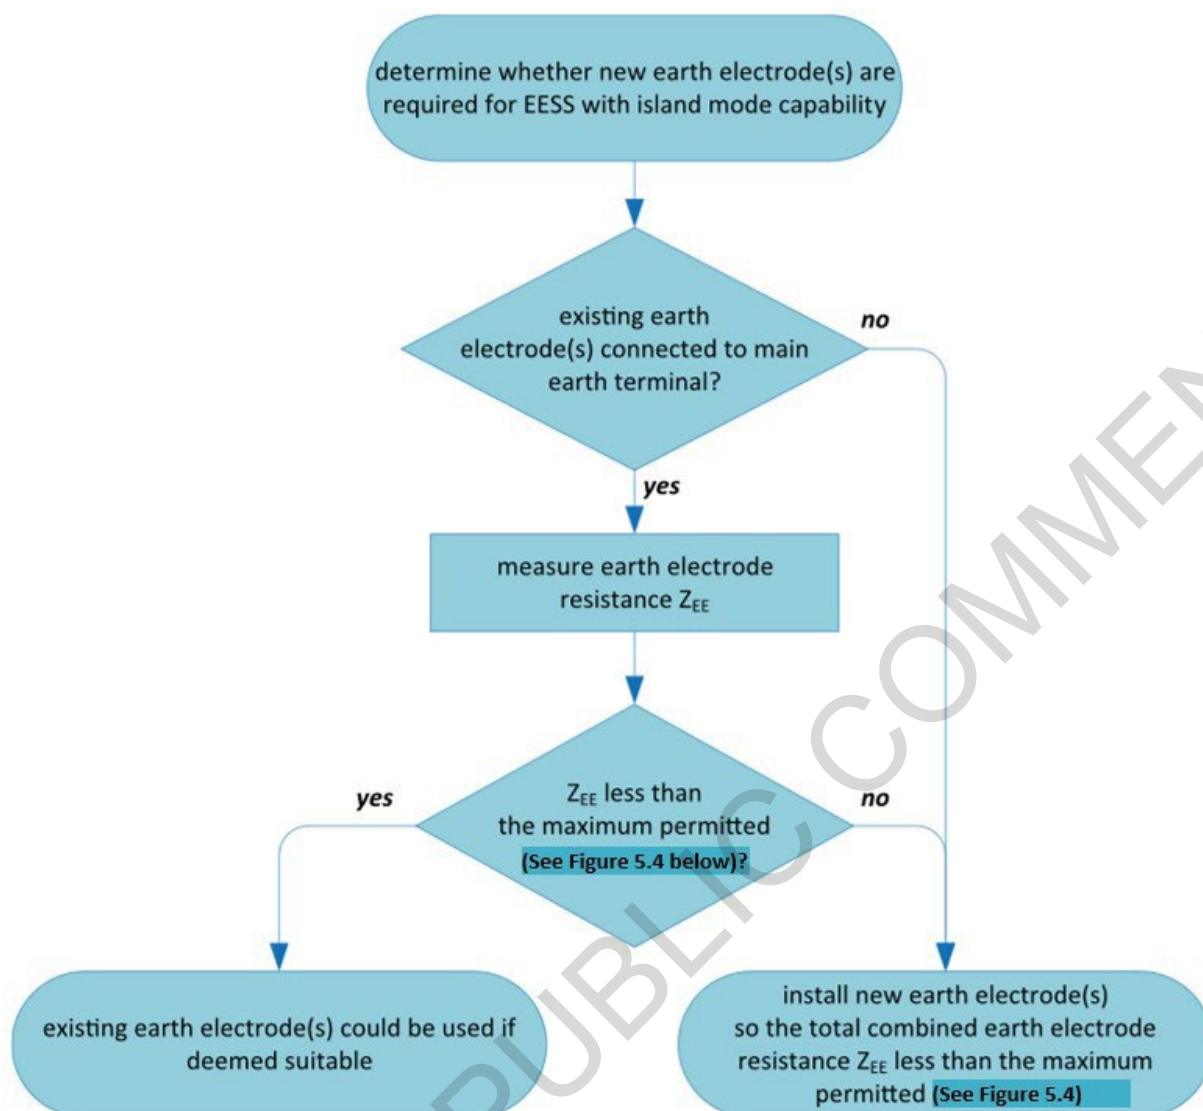 determine whether new earth electrode(s) are
required for EESS with island mode capability
existing earth
electrode(s) connected to main
earth terminal?
no
yes
measure earth electrode
resistance Z_EE
Z_EE less than
the maximum permitted
(See Figure 5.4 below)?
yes
no
existing earth electrode(s) could be used if
deemed suitable
install new earth electrode(s)
so the total combined earth electrode
resistance Z_EE less than the maximum
permitted (See Figure 5.4)
PUBLIC COMMEN